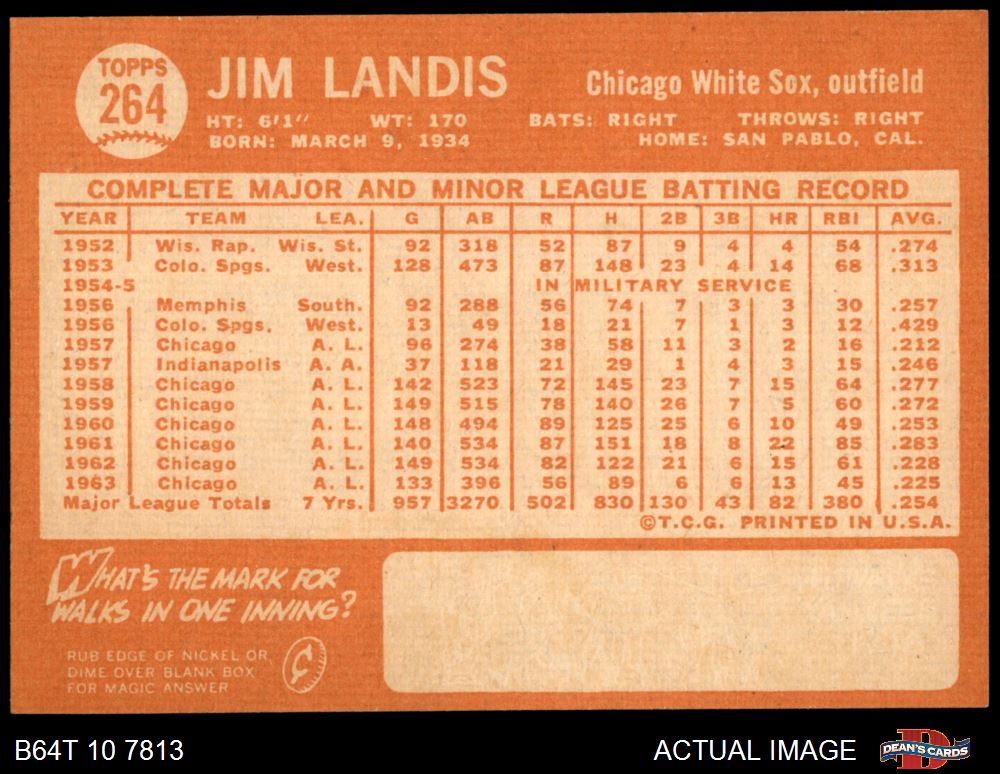 TOPPS
264
JIM LANDIS
Chicago White Sox, outfield
HT: 6'1" WT: 170 BATS: RIGHT THROWS: RIGHT
BORN: MARCH 9, 1934 HOME: SAN PABLO, CAL.
COMPLETE MAJOR AND MINOR LEAGUE BATTING RECORD
YEAR TEAM LEA. G AB R H 2B 3B HR RBI AVG.
1952 Wis. Rap. Wis. St. 92 318 52 87 9 4 4 54 .274
1953 Colo. Spgs. West. 128 473 87 148 23 4 14 68 .313
1954-5 IN MILITARY SERVICE
1956 Memphis South. 92 288 56 74 7 3 3 30 .257
1956 Colo. Spgs. West. 13 49 18 21 7 1 3 12 .429
1957 Chicago A. L. 96 274 38 58 11 3 2 16 .212
1957 Indianapolis A. A. 37 118 21 29 1 4 3 15 .246
1958 Chicago A. L. 142 523 72 145 23 7 15 64 .277
1959 Chicago A. L. 149 515 78 140 26 7 5 60 .272
1960 Chicago A. L. 148 494 89 125 25 6 10 49 .253
1961 Chicago A. L. 140 534 87 151 18 8 22 85 .283
1962 Chicago A. L. 149 534 82 122 21 6 15 61 .228
1963 Chicago A. L. 133 396 56 89 6 6 13 45 .225
Major League Totals 7 Yrs. 957 3270 502 830 130 43 82 380 .254
©T.C.G. PRINTED IN U.S.A.
WHAT'S THE MARK FOR
WALKS IN ONE INNING?
RUB EDGE OF NICKEL OR
DIME OVER BLANK BOX
FOR MAGIC ANSWER
¢
B64T 10 7813
ACTUAL IMAGE
D
DEAN'S CARDS